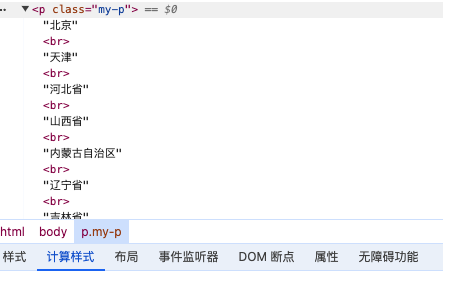 <p class="my-p"> == $0
"北京"
<br>
"天津"
<br>
"河北省"
<br>
"山西省"
<br>
"内蒙古自治区"
<br>
"辽宁省"
<br>
"吉林省"
html body p.my-p
样式 计算样式 布局 事件监听器 DOM 断点 属性 无障碍功能